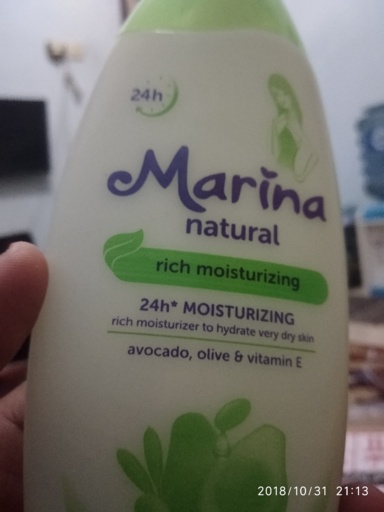 24h
Marina
natural
rich moisturizing
24h* MOISTURIZING
rich moisturizer to hydrate very dry skin
avocado, olive & vitamin E
2018/10/31 21:13